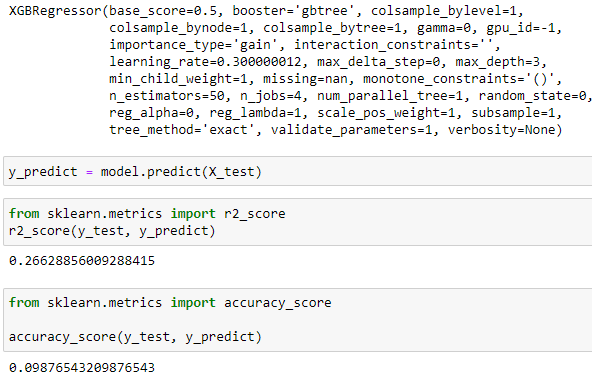 XGBRegressor(base_score=0.5, booster='gbtree', colsample_bylevel=1,
colsample_bynode=1, colsample_bytree=1, gamma=0, gpu_id=-1,
importance_type='gain', interaction_constraints='',
learning_rate=0.300000012, max_delta_step=0, max_depth=3,
min_child_weight=1, missing=nan, monotone_constraints='()',
n_estimators=50, n_jobs=4, num_parallel_tree=1, random_state=0,
reg_alpha=0, reg_lambda=1, scale_pos_weight=1, subsample=1,
tree_method='exact', validate_parameters=1, verbosity=None)
y_predict = model.predict(X_test)
from sklearn.metrics import r2_score
r2_score(y_test, y_predict)
0.26628856009288415
from sklearn.metrics import accuracy_score
accuracy_score(y_test, y_predict)
0.09876543209876543